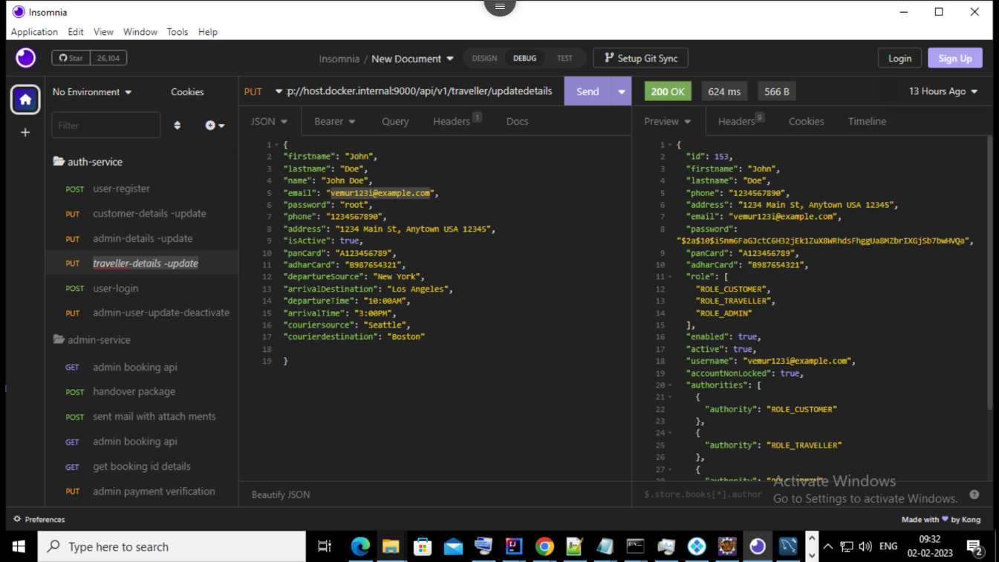 Insomnia
Application Edit View Window Tools Help
Star 26,104
Insomnia / New Document
DESIGN DEBUG TEST
Setup Git Sync
Login Sign Up
No Environment
Cookies
Filter
auth-service
POST user-register
PUT customer-details -update
PUT admin-details -update
PUT traveller-details -update
POST user-login
PUT admin-user-update-deactivate
admin-service
GET admin booking api
POST handover package
POST sent mail with attach ments
GET admin booking api
GET get booking id details
PUT admin payment verification
PUT :p://host.docker.internal:9000/api/v1/traveller/updatedetails Send
JSON Bearer Query Headers 1 Docs
1 {
2 "firstname": "John",
3 "lastname": "Doe",
4 "name": "John Doe",
5 "email": "vemur123i@example.com",
6 "password": "root",
7 "phone": "1234567890",
8 "address": "1234 Main St, Anytown USA 12345",
9 "isActive": true,
10 "panCard": "A123456789",
11 "adharCard": "B987654321",
12 "departureSource": "New York",
13 "arrivalDestination": "Los Angeles",
14 "departureTime": "10:00AM",
15 "arrivalTime": "3:00PM",
16 "couriersource": "Seattle",
17 "courierdestination": "Boston"
18
19 }
Beautify JSON
200 OK 624 ms 566 B 13 Hours Ago
Preview Headers 9 Cookies Timeline
1 {
2 "id": 153,
3 "firstname": "John",
4 "lastname": "Doe",
5 "phone": "1234567890",
6 "address": "1234 Main St, Anytown USA 12345",
7 "email": "vemur123i@example.com",
8 "password":
"$2a$10$i5nm6FaGJctC6H32jEk1ZuX8WRhdsFhggUa8MZbrIXGjSb7bwHVQa",
9 "panCard": "A123456789",
10 "adharCard": "B987654321",
11 "role": [
12 "ROLE_CUSTOMER",
13 "ROLE_TRAVELLER",
14 "ROLE_ADMIN"
15 ],
16 "enabled": true,
17 "active": true,
18 "username": "vemur123i@example.com",
19 "accountNonLocked": true,
20 "authorities": [
21 {
22 "authority": "ROLE_CUSTOMER"
23 },
24 {
25 "authority": "ROLE_TRAVELLER"
26 },
27 {
28 "authority": "ROLE_ADMIN"
$.store.books[*].author
Activate Windows
Go to Settings to activate Windows.
Preferences
Made with by Kong
Type here to search
ENG
09:32
02-02-2023
2